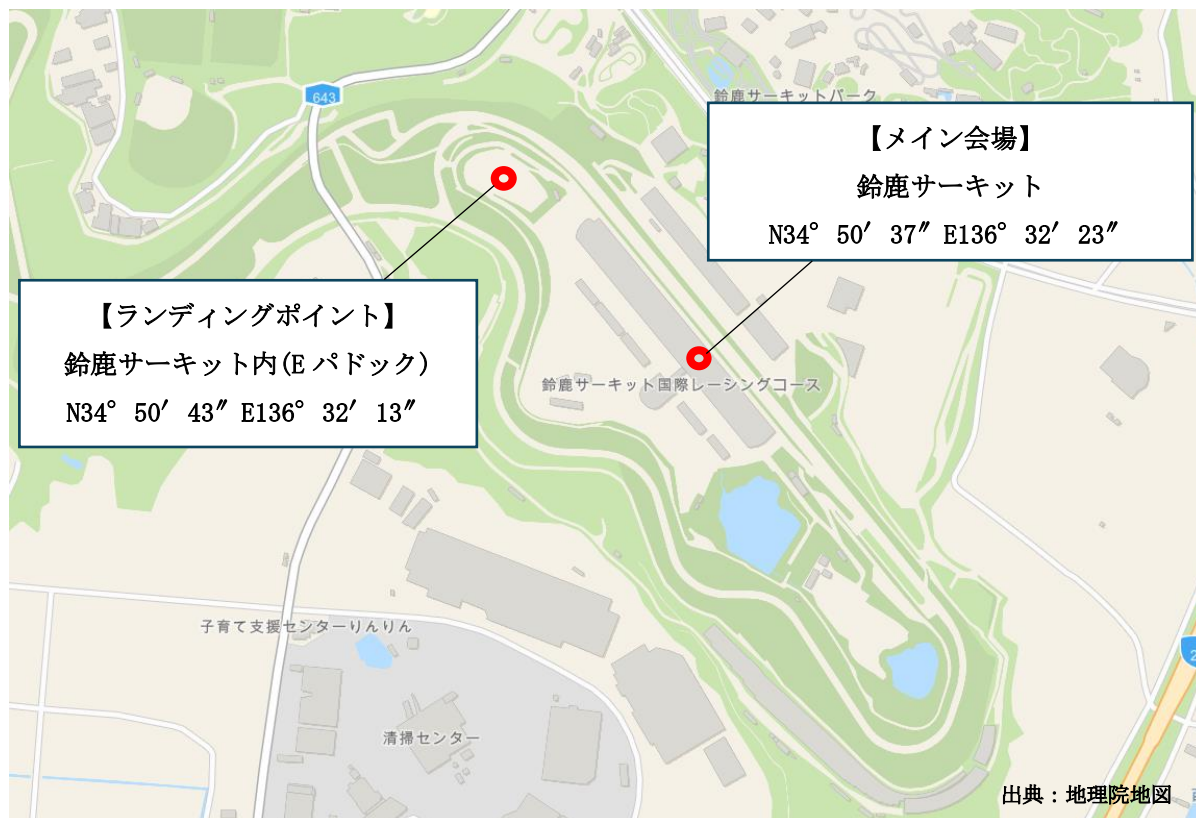 643
鈴鹿サーキットパーク
【メイン会場】
鈴鹿サーキット
N34° 50′ 37″ E136° 32′ 23″
【ランディングポイント】
鈴鹿サーキット内(E パドック)
N34° 50′ 43″ E136° 32′ 13″
鈴鹿サーキット国際レーシングコース
子育て支援センターりんりん
清掃センター
出典：地理院地図